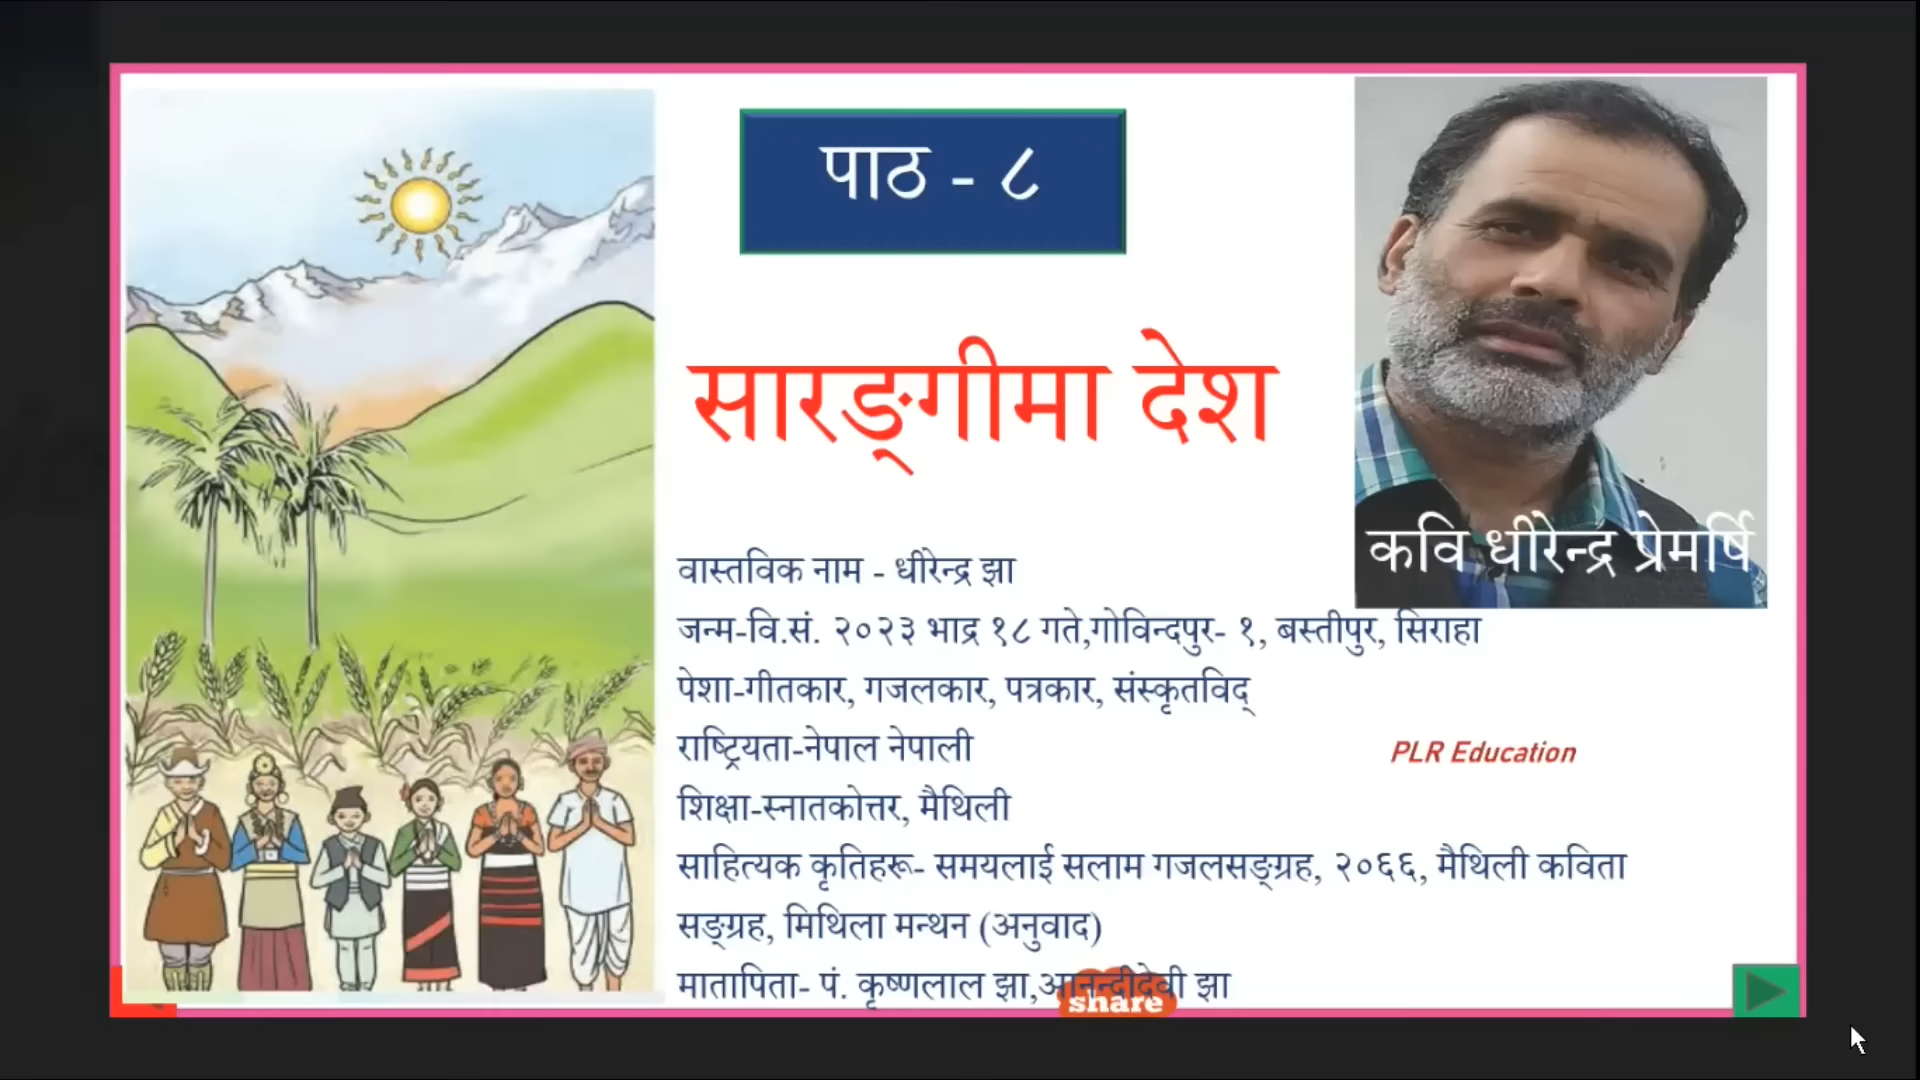 पाठ - ८
सारङ्गीमा देश
कवि धीरेन्द्र प्रेमर्षि
वास्तविक नाम - धीरेन्द्र झा
जन्म-वि.सं. २०२३ भाद्र १८ गते,गोविन्दपुर- १, बस्तीपुर, सिराहा
पेशा-गीतकार, गजलकार, पत्रकार, संस्कृतविद्
राष्ट्रियता-नेपाल नेपाली
PLR Education
शिक्षा-स्नातकोत्तर, मैथिली
साहित्यक कृतिहरू- समयलाई सलाम गजलसङ्ग्रह, २०६६, मैथिली कविता
सङ्ग्रह, मिथिला मन्थन (अनुवाद)
मातापिता- पं. कृष्णलाल झा,आनन्दीदेवी झा
share